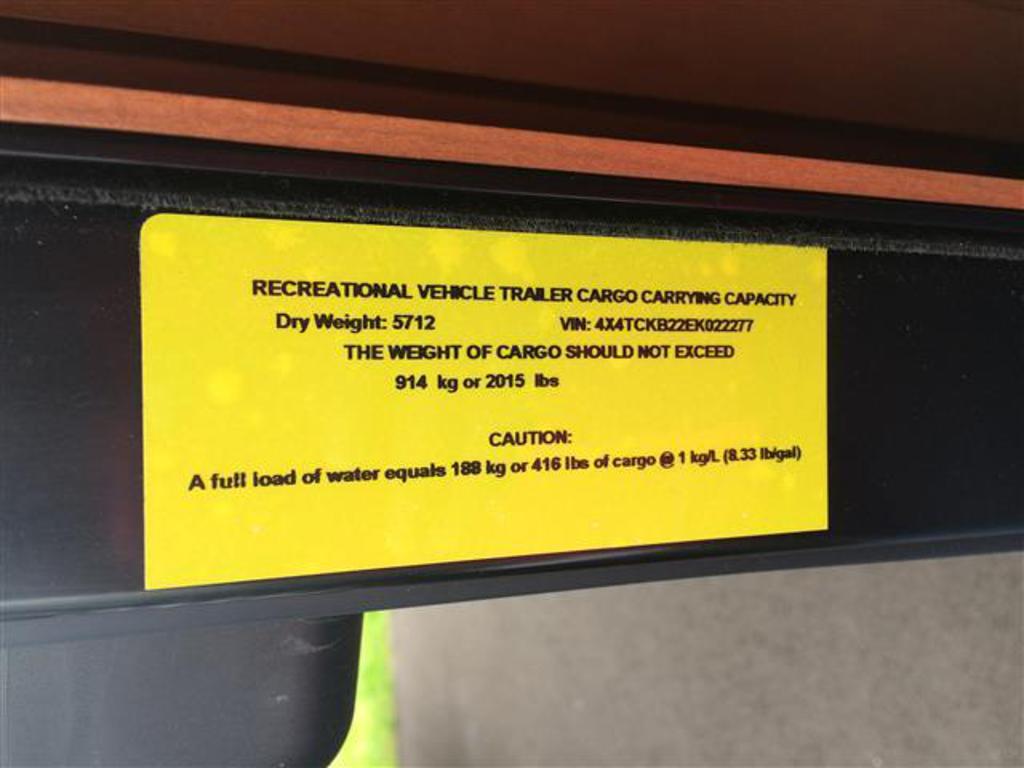 RECREATIONAL VEHICLE TRAILER CARGO CARRYING CAPACITY
Dry Weight: 5712 VIN: 4X4TCKB22EK022277
THE WEIGHT OF CARGO SHOULD NOT EXCEED
914 kg or 2015 lbs
CAUTION:
A full load of water equals 188 kg or 416 lbs of cargo @ 1 kg/L (8.33 lb/gal)